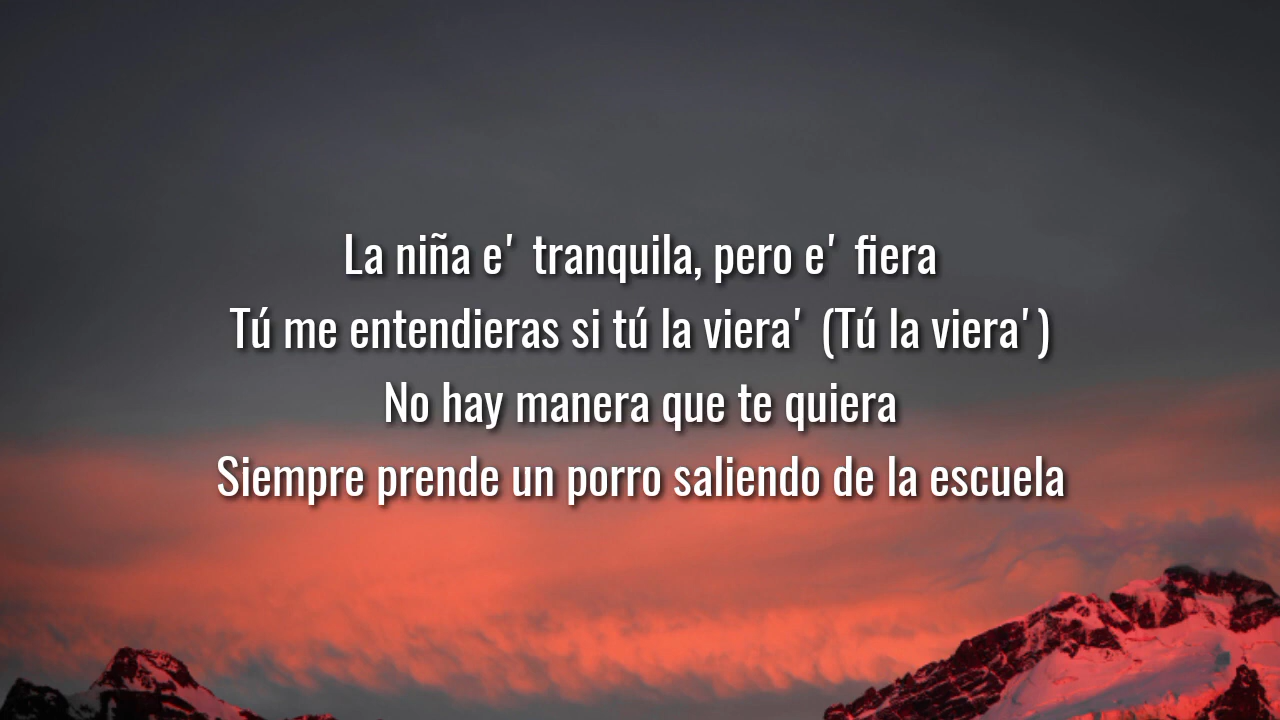 La niña e' tranquila, pero e' fiera
Tú me entendieras si tú la viera' (Tú la viera')
No hay manera que te quiera
Siempre prende un porro saliendo de la escuela